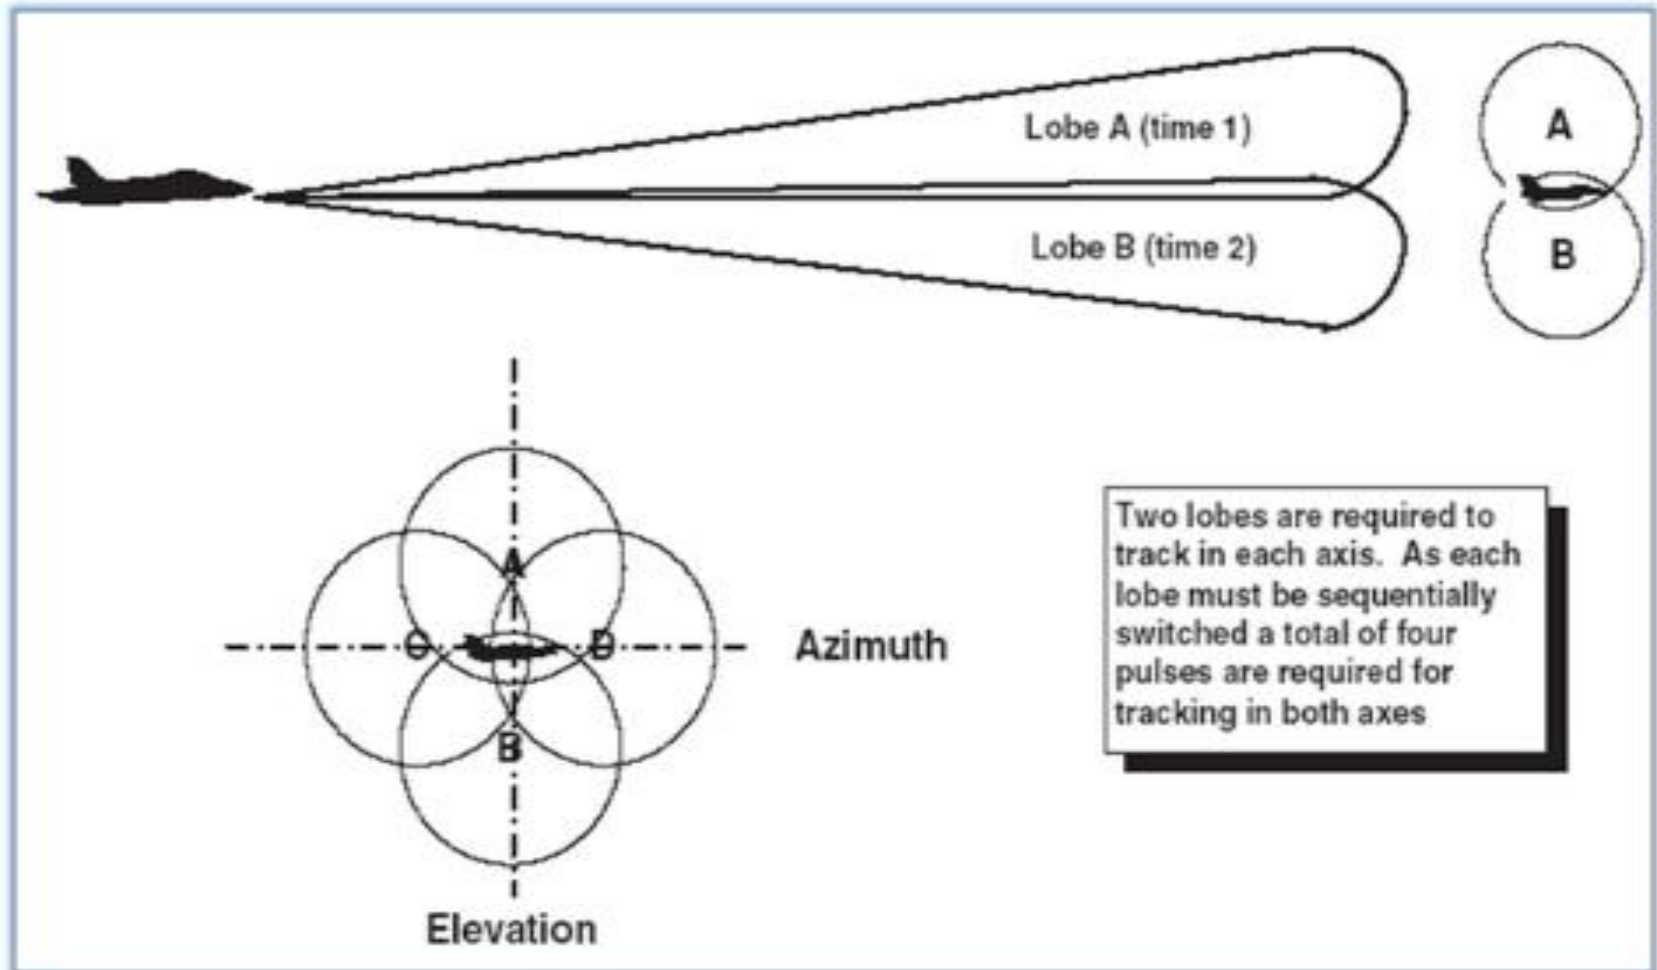 Lobe A (time 1)
A
Lobe B (time 2)
B
A
C
D
Azimuth
B
Elevation
Two lobes are required to
track in each axis. As each
lobe must be sequentially
switched a total of four
pulses are required for
tracking in both axes